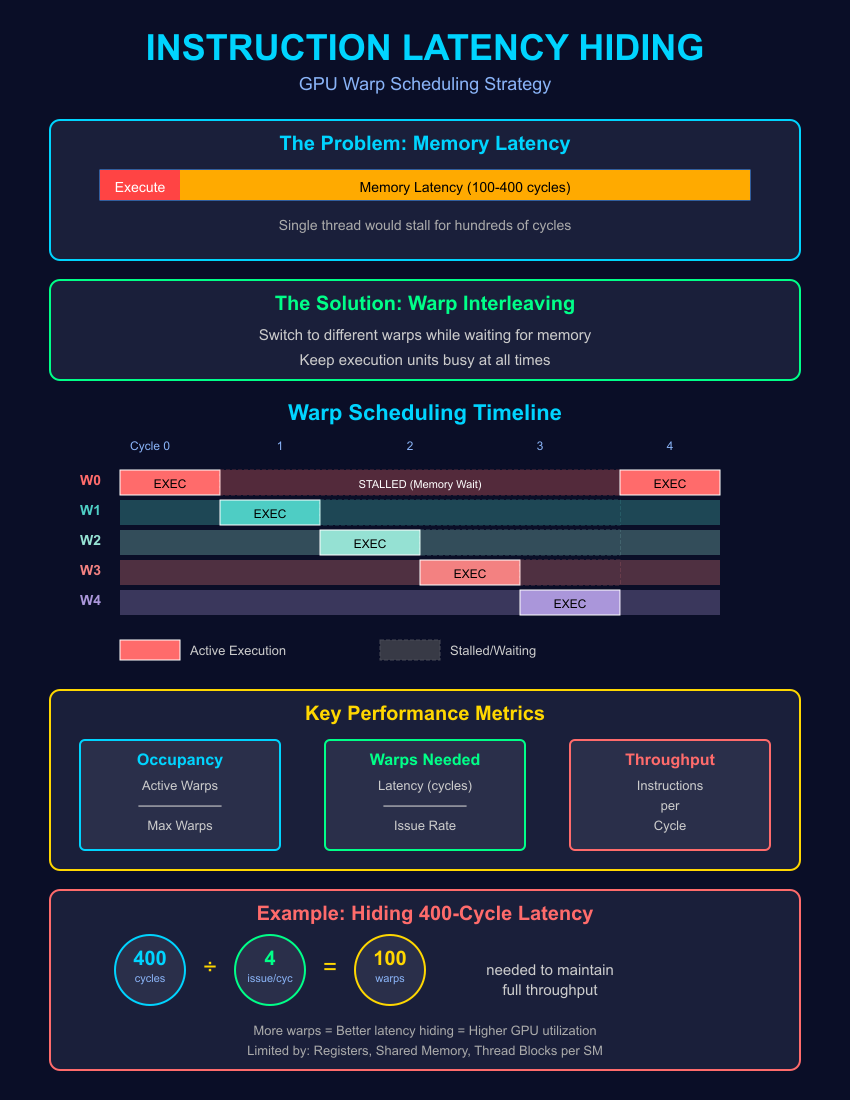 INSTRUCTION LATENCY HIDING
GPU Warp Scheduling Strategy
The Problem: Memory Latency
Execute Memory Latency (100-400 cycles)
Single thread would stall for hundreds of cycles
The Solution: Warp Interleaving
Switch to different warps while waiting for memory
Keep execution units busy at all times
Warp Scheduling Timeline
Cycle 0 1 2 3 4
W0 EXEC STALLED (Memory Wait) EXEC
W1 EXEC
W2 EXEC
W3 EXEC
W4 EXEC
Active Execution Stalled/Waiting
Key Performance Metrics
Occupancy
Active Warps
Max Warps
Warps Needed
Latency (cycles)
Issue Rate
Throughput
Instructions
per
Cycle
Example: Hiding 400-Cycle Latency
400 cycles ÷ 4 issue/cyc = 100 warps
needed to maintain
full throughput
More warps = Better latency hiding = Higher GPU utilization
Limited by: Registers, Shared Memory, Thread Blocks per SM